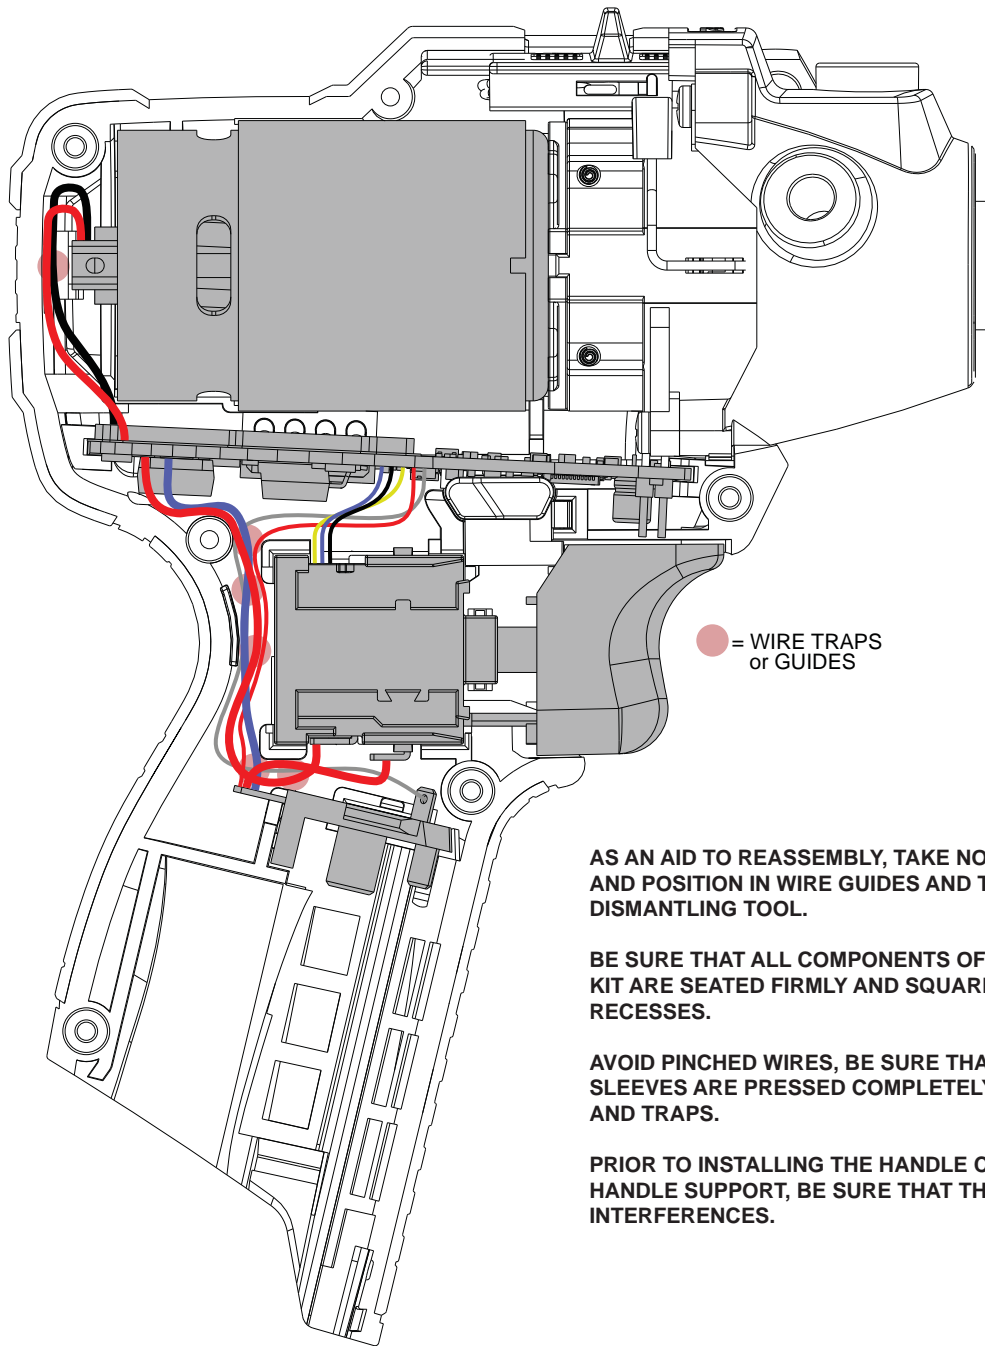 = WIRE TRAPS
or GUIDES
AS AN AID TO REASSEMBLY, TAKE NO
AND POSITION IN WIRE GUIDES AND T
DISMANTLING TOOL.
BE SURE THAT ALL COMPONENTS OF
KIT ARE SEATED FIRMLY AND SQUAR
RECESSES.
AVOID PINCHED WIRES, BE SURE THA
SLEEVES ARE PRESSED COMPLETELY
AND TRAPS.
PRIOR TO INSTALLING THE HANDLE C
HANDLE SUPPORT, BE SURE THAT TH
INTERFERENCES.